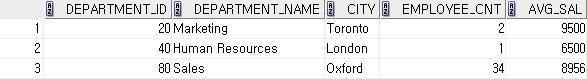 DEPARTMENT_ID DEPARTMENT_NAME CITY EMPLOYEE_CNT AVG_SAL
1 20 Marketing Toronto 2 9500
2 40 Human Resources London 1 6500
3 80 Sales Oxford 34 8956